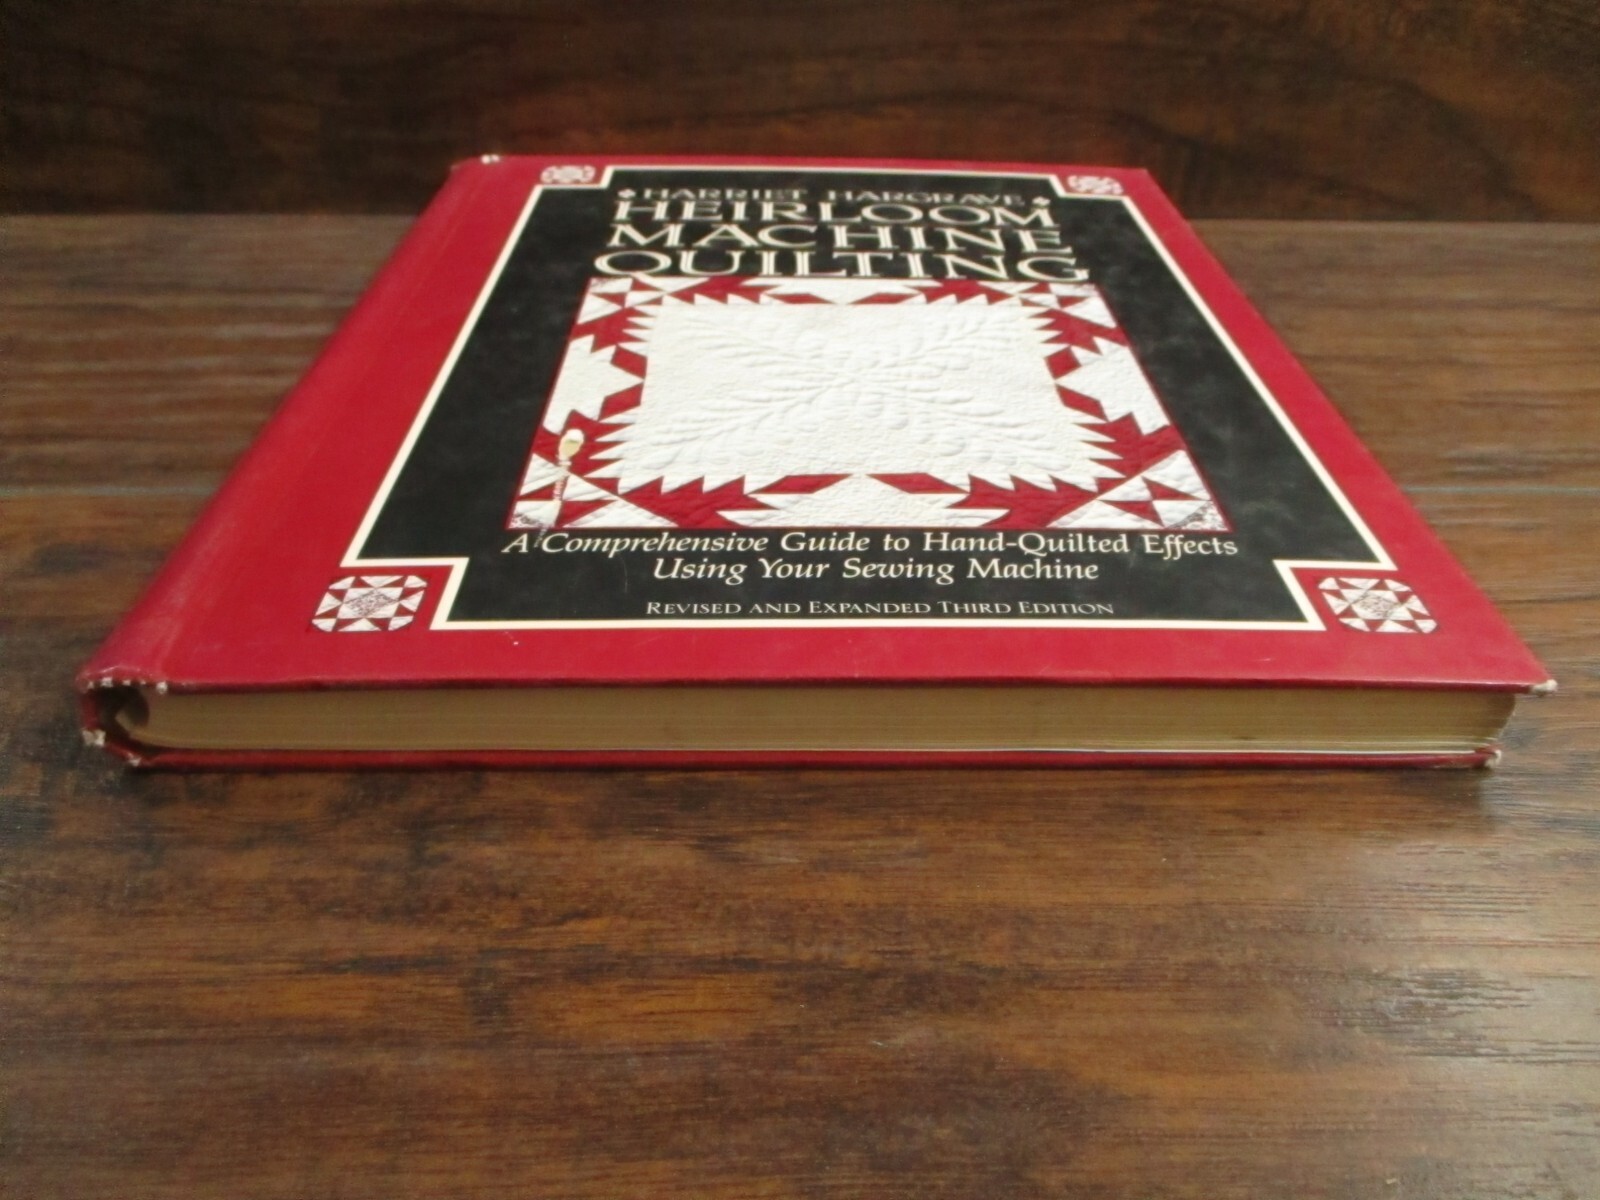 HARRIET HARGRAVE
HEIRLOOM
MACHINE
QUILTING
A Comprehensive Guide to Hand-Quilted Effects
Using Your Sewing Machine
REVISED AND EXPANDED THIRD EDITION